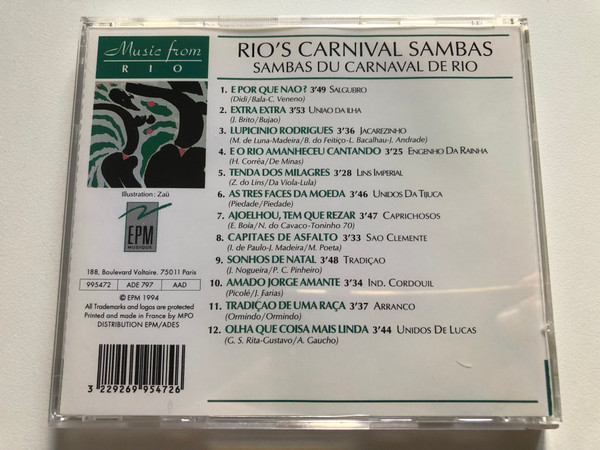 Music from
RIO
Illustration : Zaü
EPM
MUSIQUE
188, Boulevard Voltaire, 75011 Paris
995472 ADE 797 AAD
© EPM 1994
All Trademarks and logos are protected
Printed and made in France by MPO
DISTRIBUTION EPM/ADES
3 229269 954726
RIO'S CARNIVAL SAMBAS
SAMBAS DU CARNAVAL DE RIO
1. E POR QUE NAO? 3'49 SALGUEIRO
(Didi/Bala-C. Veneno)
2. EXTRA EXTRA 3'53 UNIAO DA ILHA
(J. Brito/Bujao)
3. LUPICINIO RODRIGUES 3'36 JACAREZINHO
(M. de Luna-Madeira/B. do Feitiço-L. Bacalhau-J. Andrade)
4. E O RIO AMANHECEU CANTANDO 3'25 ENGENHO DA RAINHA
(H. Corrêa/De Minas)
5. TENDA DOS MILAGRES 3'28 LINS IMPERIAL
(Z. do Lins/Da Viola-Lula)
6. AS TRES FACES DA MOEDA 3'46 UNIDOS DA TIJUCA
(Piedade/Piedade)
7. AJOELHOU, TEM QUE REZAR 3'47 CAPRICHOSOS
(E. Boia/N. do Cavaco-Toninho 70)
8. CAPITAES DE ASFALTO 3'33 SAO CLEMENTE
(I. de Paulo-J. Madeira/M. Poeta)
9. SONHOS DE NATAL 3'48 TRADIÇAO
(J. Nogueira/P. C. Pinheiro)
10. AMADO JORGE AMANTE 3'34 IND. CORDOUIL
(Picolé/J. Farias)
11. TRADIÇAO DE UMA RAÇA 3'37 ARRANCO
(Ormindo/Ormindo)
12. OLHA QUE COISA MAIS LINDA 3'44 UNIDOS DE LUCAS
(G. S. Rita-Gustavo/A. Gaucho)